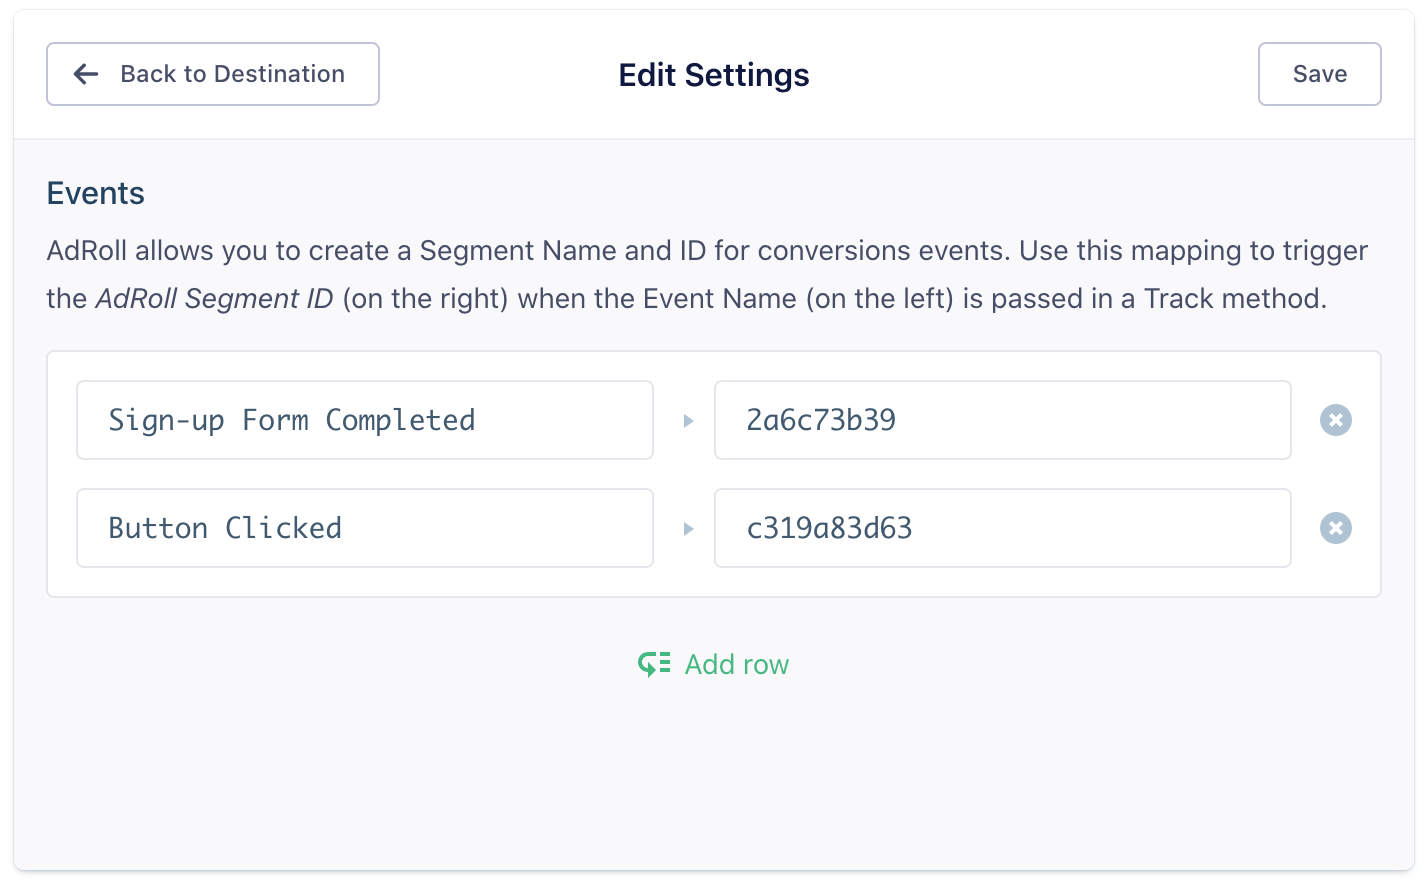 Back to Destination
Edit Settings
Save
Events
AdRoll allows you to create a Segment Name and ID for conversions events. Use this mapping to trigger
the AdRoll Segment ID (on the right) when the Event Name (on the left) is passed in a Track method.
Sign-up Form Completed
2a6c73b39
Button Clicked
c319a83d63
Add row